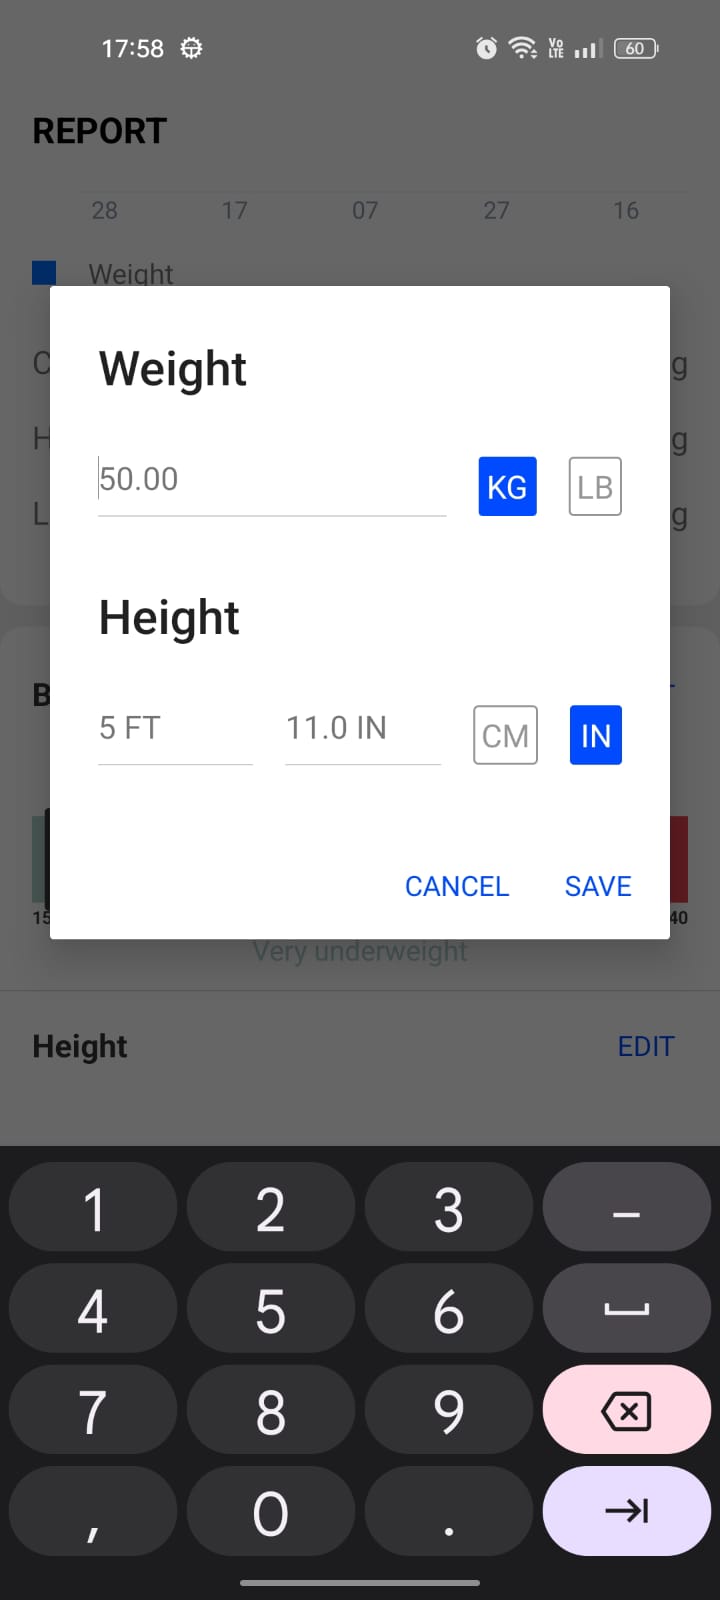 17:58 Vo LTE 60
REPORT
28 17 07 27 16
Weight
C g
H g
L g
Weight
50.00 KG LB
Height
5 FT 11.0 IN CM IN
B
CANCEL SAVE
15 40
Very underweight
Height EDIT
1 2 3 –
4 5 6
7 8 9
, 0 .